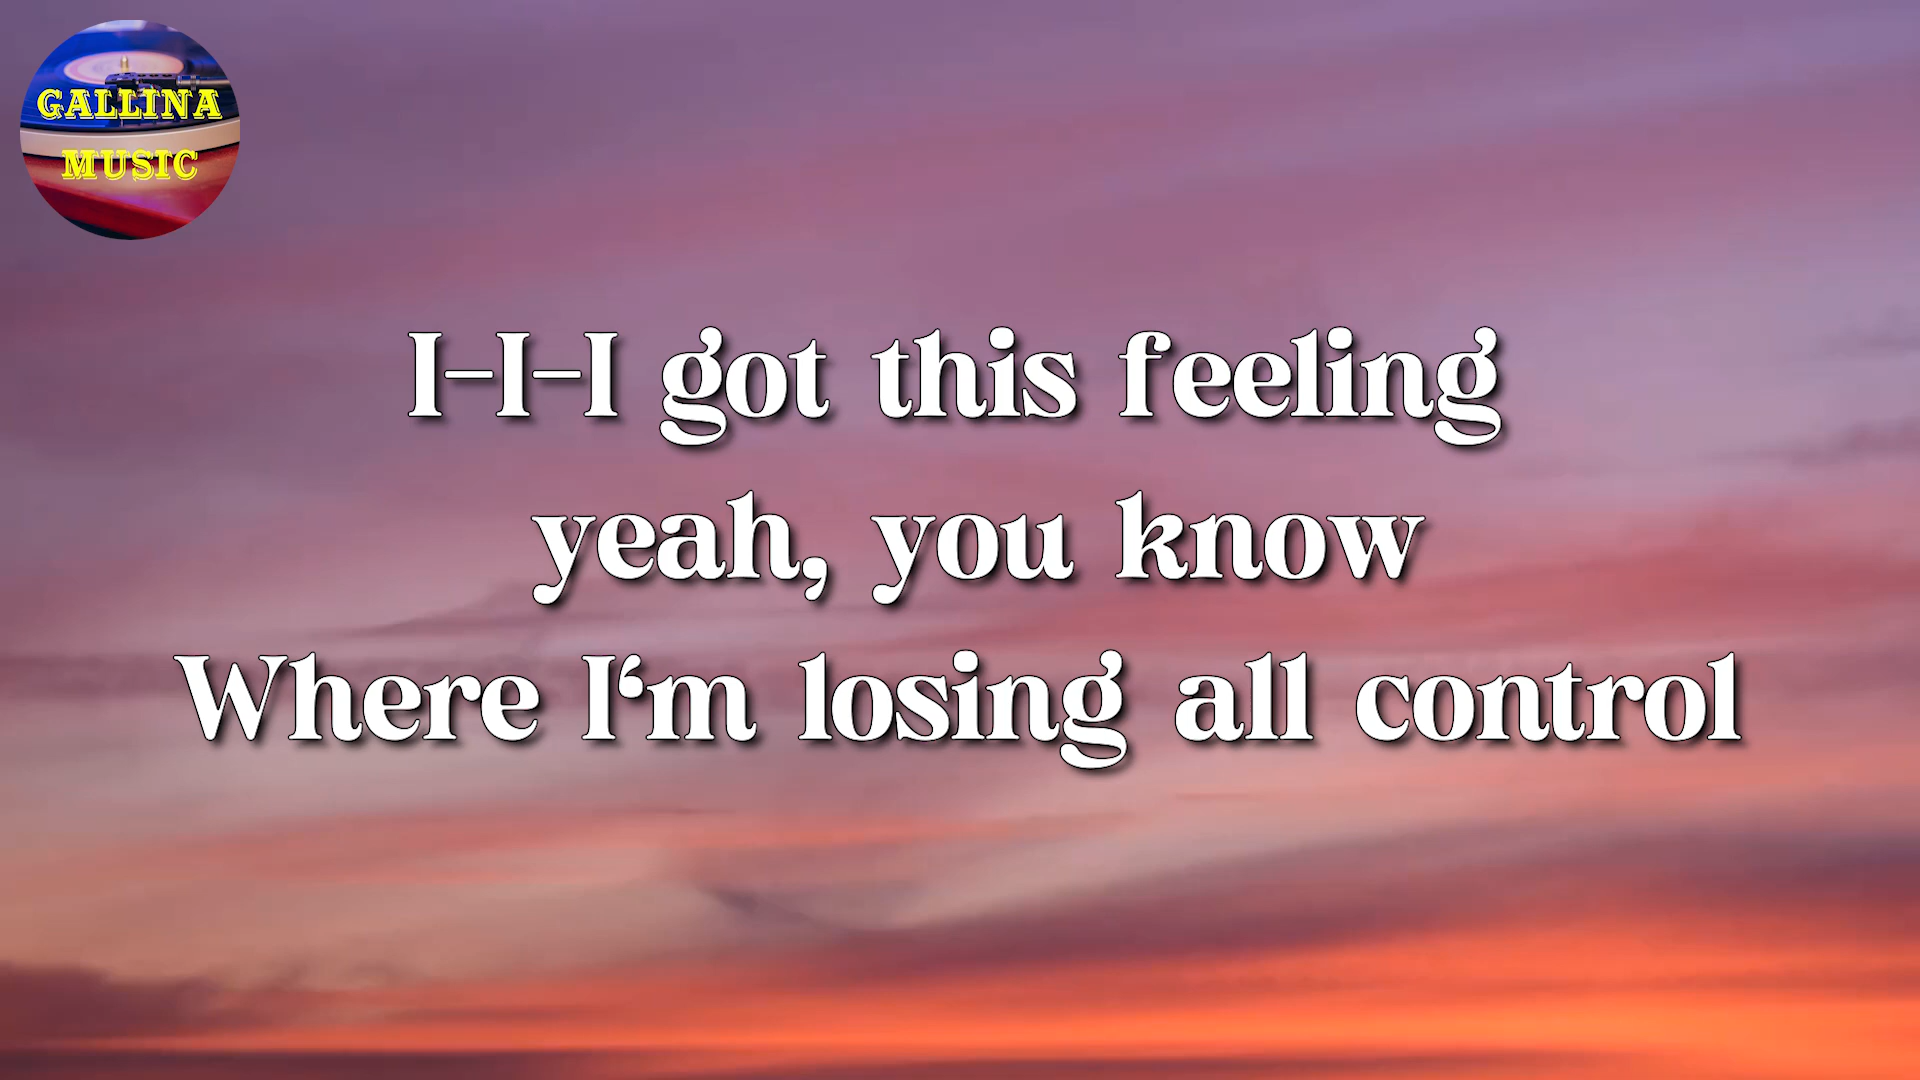 GALLINA
MUSIC
I-I-I got this feeling
yeah, you know
Where I‘m losing all control